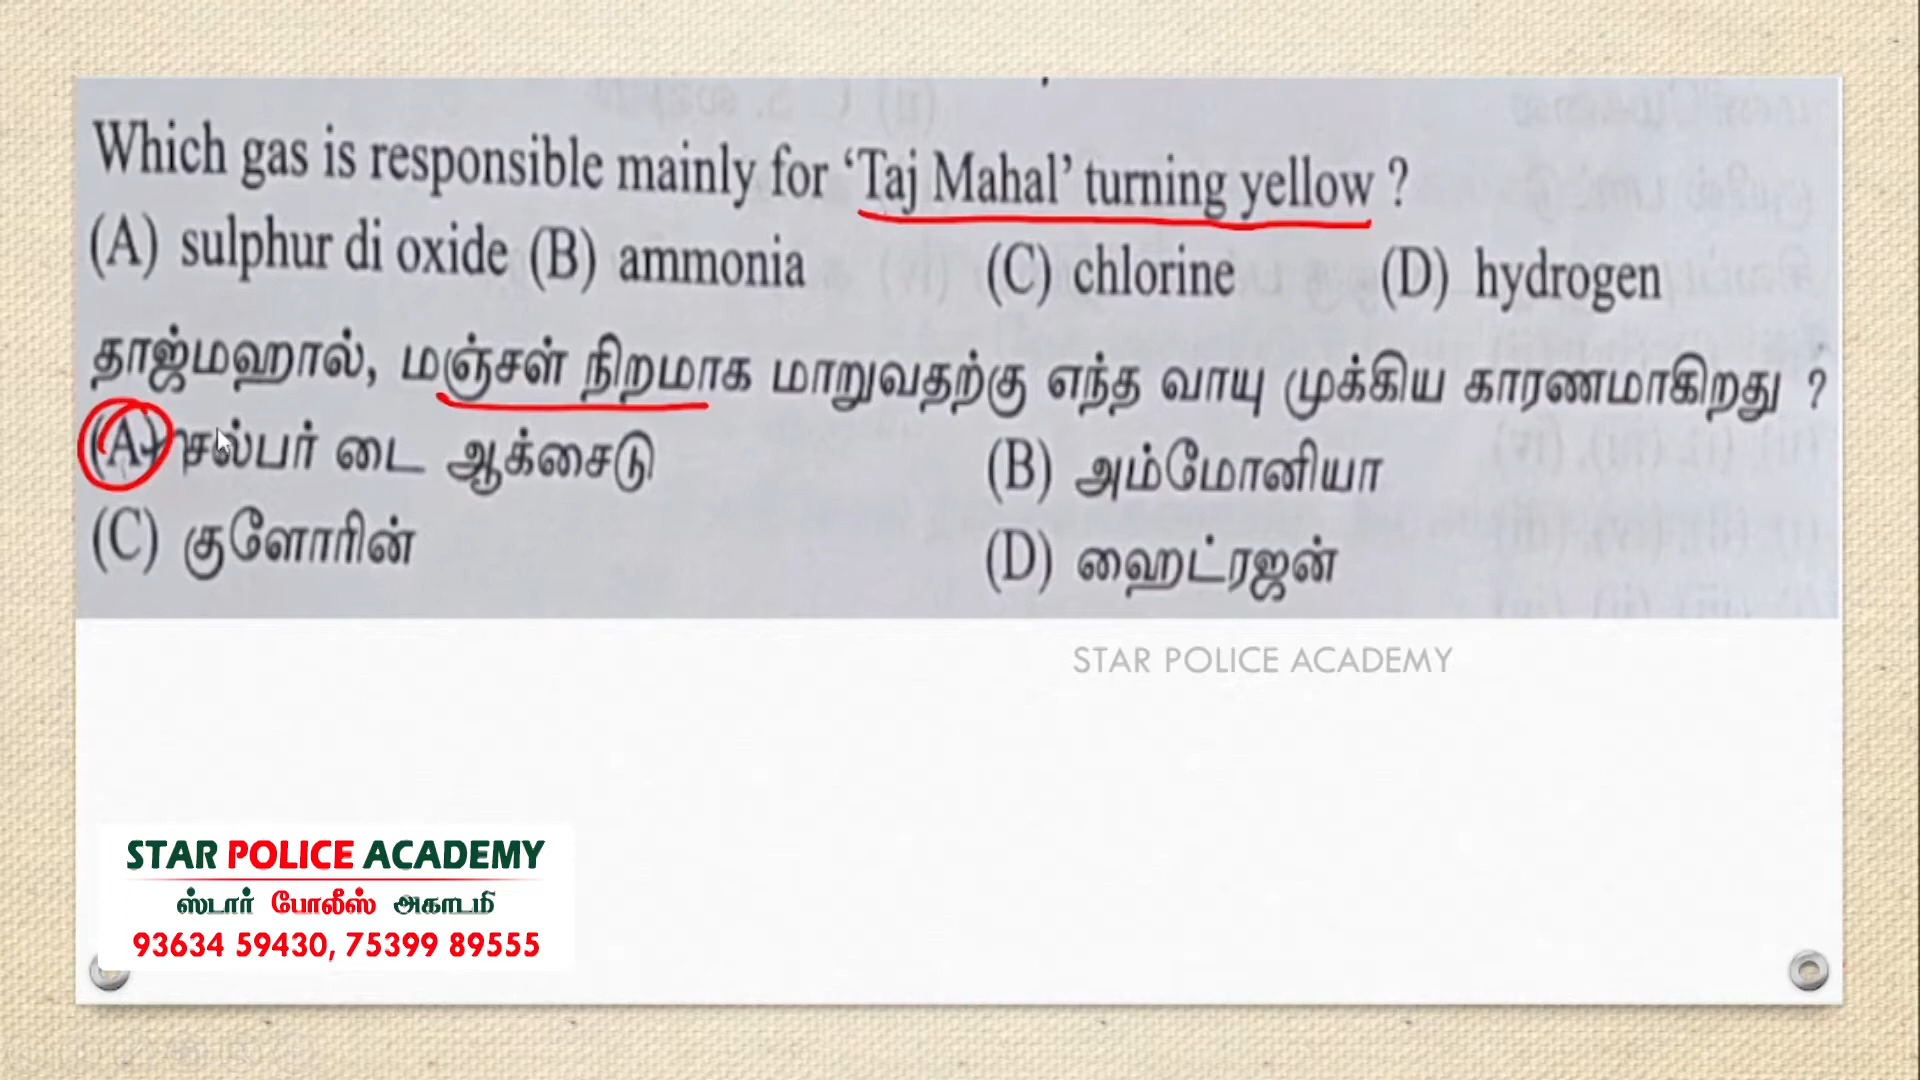 Which gas is responsible mainly for ‘Taj Mahal’ turning yellow ?
(A) sulphur di oxide (B) ammonia (C) chlorine (D) hydrogen
தாஜ்மஹால், மஞ்சள் நிறமாக மாறுவதற்கு எந்த வாயு முக்கிய காரணமாகிறது ?
(A) சல்பர் டை ஆக்சைடு (B) அம்மோனியா
(C) குளோரின் (D) ஹைட்ரஜன்
STAR POLICE ACADEMY
STAR POLICE ACADEMY
ஸ்டார் போலீஸ் அகாடமி
93634 59430, 75399 89555